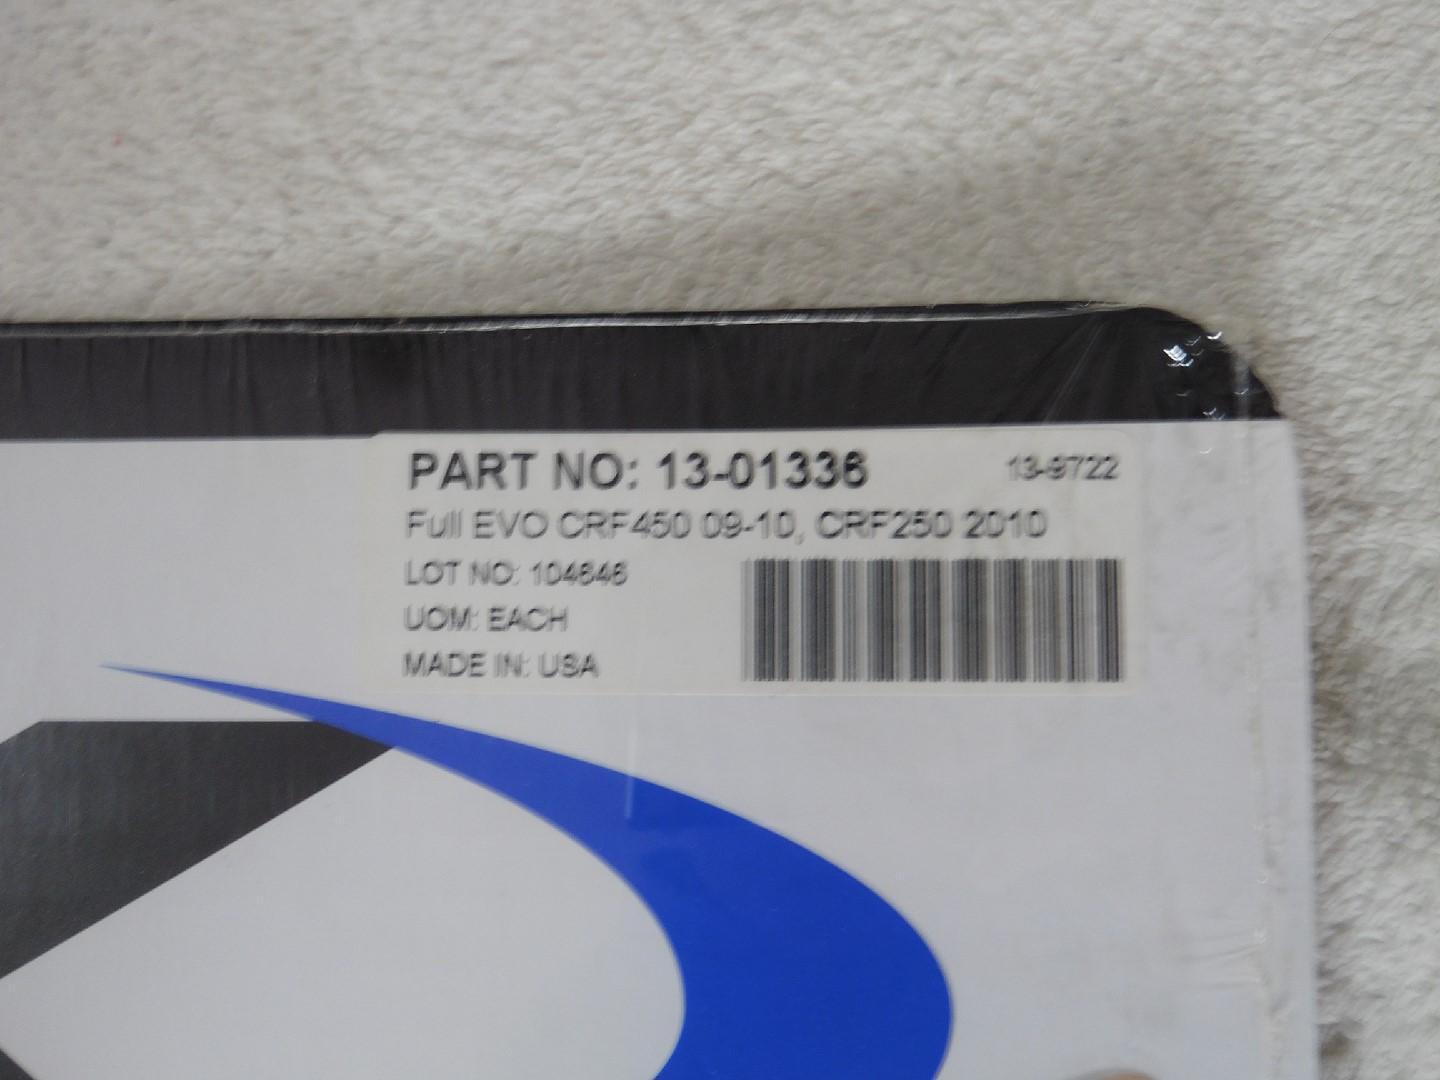 PART NO: 13-01336 13-9722
Full EVO CRF450 09-10, CRF250 2010
LOT NO: 104646
UOM: EACH
MADE IN: USA